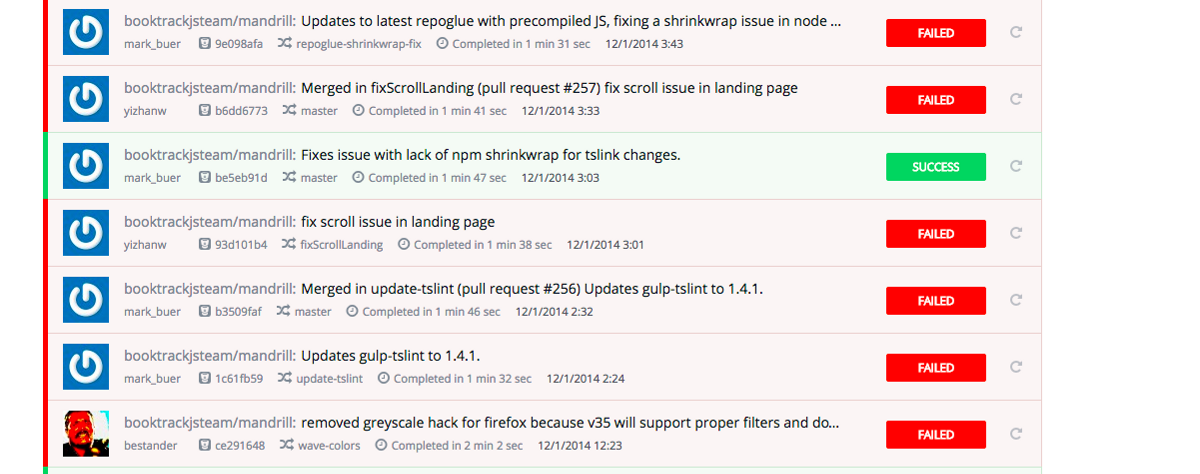 booktrackjsteam/mandrill: Updates to latest repoglue with precompiled JS, fixing a shrinkwrap issue in node ...
FAILED
mark_buer 9e098afa repoglue-shrinkwrap-fix Completed in 1 min 31 sec 12/1/2014 3:43
booktrackjsteam/mandrill: Merged in fixScrollLanding (pull request #257) fix scroll issue in landing page
FAILED
yizhanw b6dd6773 master Completed in 1 min 41 sec 12/1/2014 3:33
booktrackjsteam/mandrill: Fixes issue with lack of npm shrinkwrap for tslink changes.
SUCCESS
mark_buer be5eb91d master Completed in 1 min 47 sec 12/1/2014 3:03
booktrackjsteam/mandrill: fix scroll issue in landing page
FAILED
yizhanw 93d101b4 fixScrollLanding Completed in 1 min 38 sec 12/1/2014 3:01
booktrackjsteam/mandrill: Merged in update-tslint (pull request #256) Updates gulp-tslint to 1.4.1.
FAILED
mark_buer b3509faf master Completed in 1 min 46 sec 12/1/2014 2:32
booktrackjsteam/mandrill: Updates gulp-tslint to 1.4.1.
FAILED
mark_buer 1c61fb59 update-tslint Completed in 1 min 32 sec 12/1/2014 2:24
booktrackjsteam/mandrill: removed greyscale hack for firefox because v35 will support proper filters and do...
FAILED
bestander ce291648 wave-colors Completed in 2 min 2 sec 12/1/2014 12:23